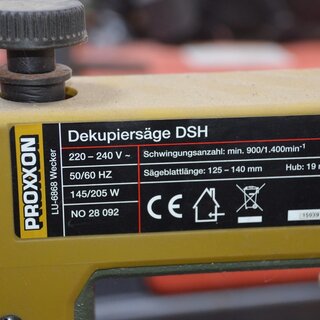 PROXXON
LU-6868 Wecker
Dekupiersäge DSH
220 – 240 V ~
50/60 HZ
145/205 W
NO 28 092
Schwingungsanzahl: min. 900/1.400min⁻¹
Sägeblattlänge: 125 – 140 mm
Hub: 19
CE